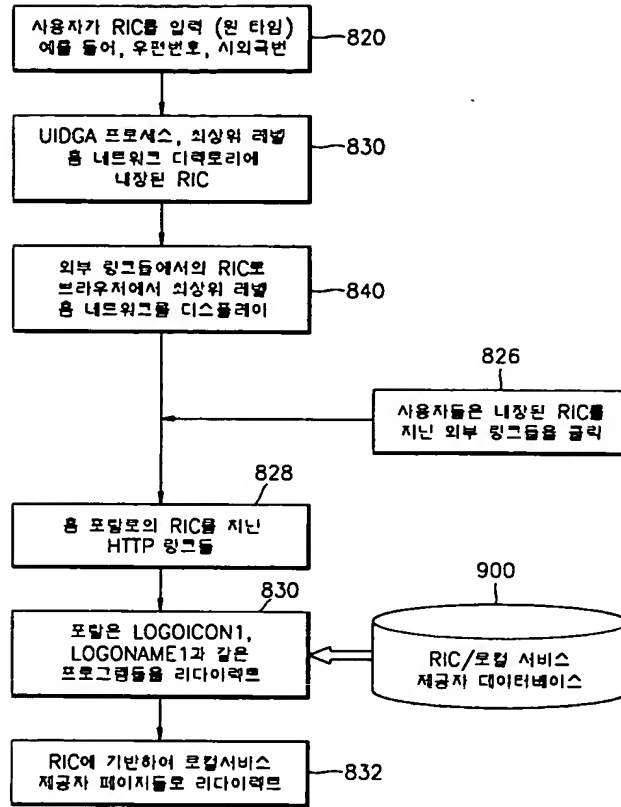 사용자가 RIC를 입력 (원 타임)
예를 들어, 우편번호, 시외국번
820
UIDGA 프로세스, 최상위 레벨
홈 네트워크 디렉토리에
내장된 RIC
830
외부 링크들에서의 RIC로
브라우저에서 최상위 레벨
홈 네트워크를 디스플레이
840
826
사용자들은 내장된 RIC를
지닌 외부 링크들을 클릭
828
홈 포탈로의 RIC를 지닌
HTTP 링크들
830
포탈은 LOGOICON1,
LOGONAME1과 같은
프로그램들을 리다이렉트
900
RIC/로컬 서비스
제공자 데이터베이스
RIC에 기반하여 로컬서비스
제공자 페이지들로 리다이렉트
832